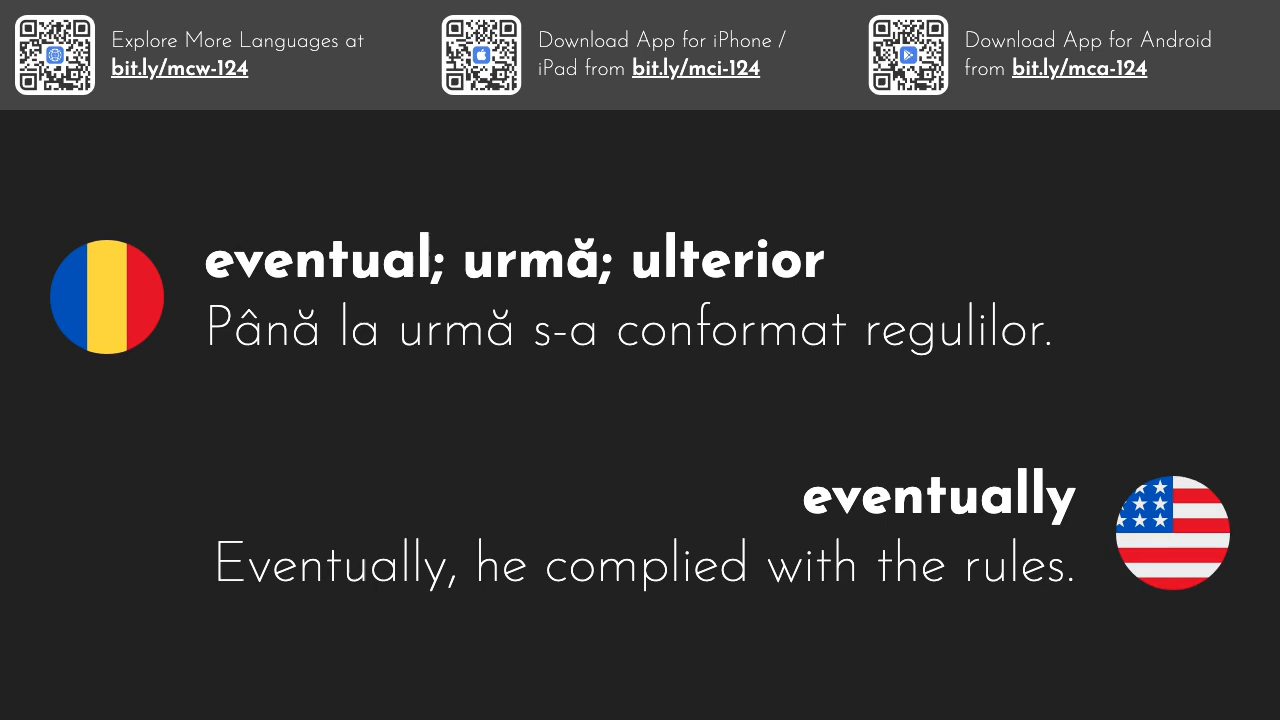 Explore More Languages at
bit.ly/mcw-124
Download App for iPhone /
iPad from bit.ly/mci-124
Download App for Android
from bit.ly/mca-124
eventual; urmă; ulterior
Până la urmă s-a conformat regulilor.
eventually
Eventually, he complied with the rules.